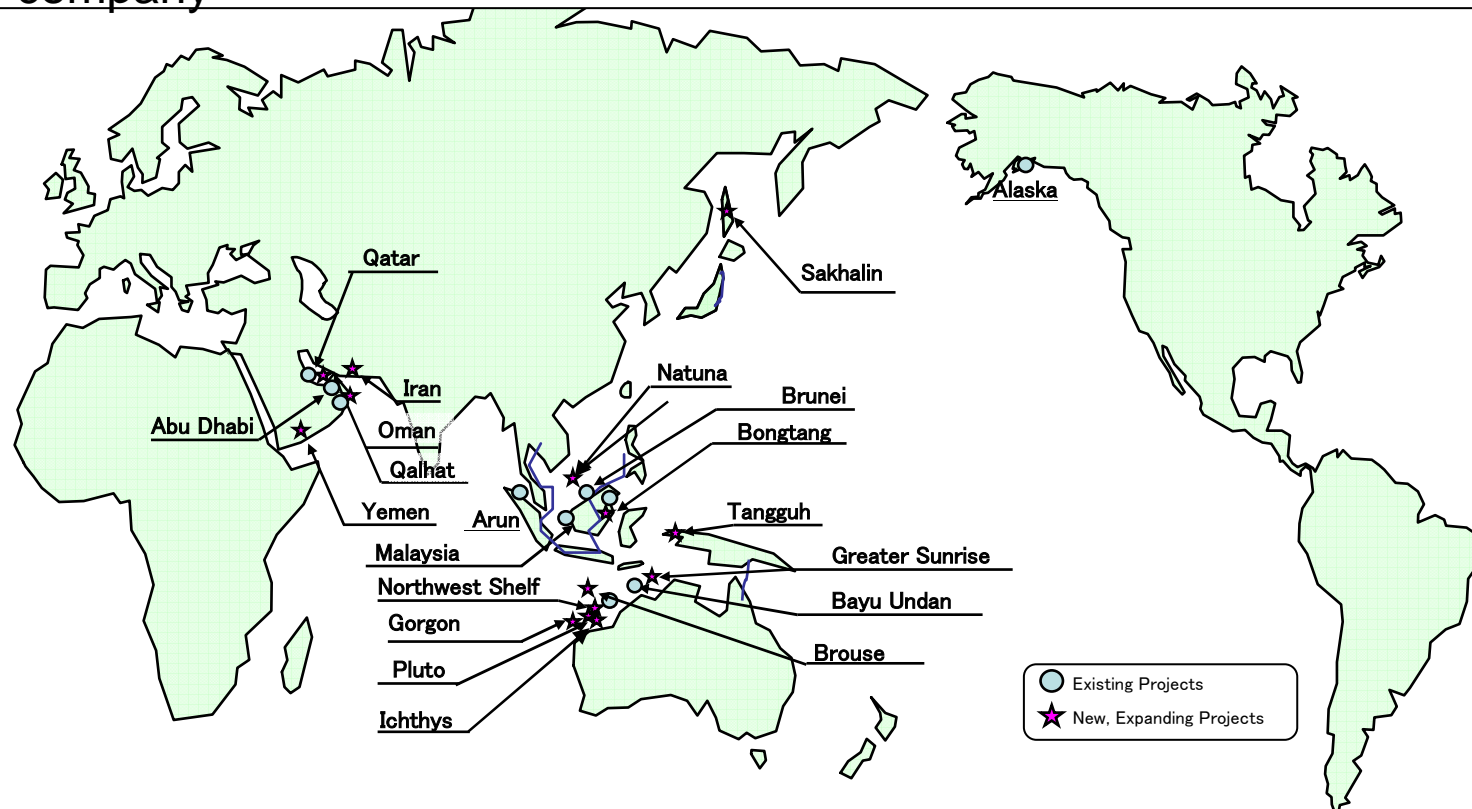 company
Alaska
Qatar
Sakhalin
Natuna
Iran
Brunei
Abu Dhabi
Oman
Bongtang
Qalhat
Yemen
Arun
Tangguh
Malaysia
Greater Sunrise
Northwest Shelf
Bayu Undan
Gorgon
Brouse
Pluto
Existing Projects
Ichthys
New, Expanding Projects